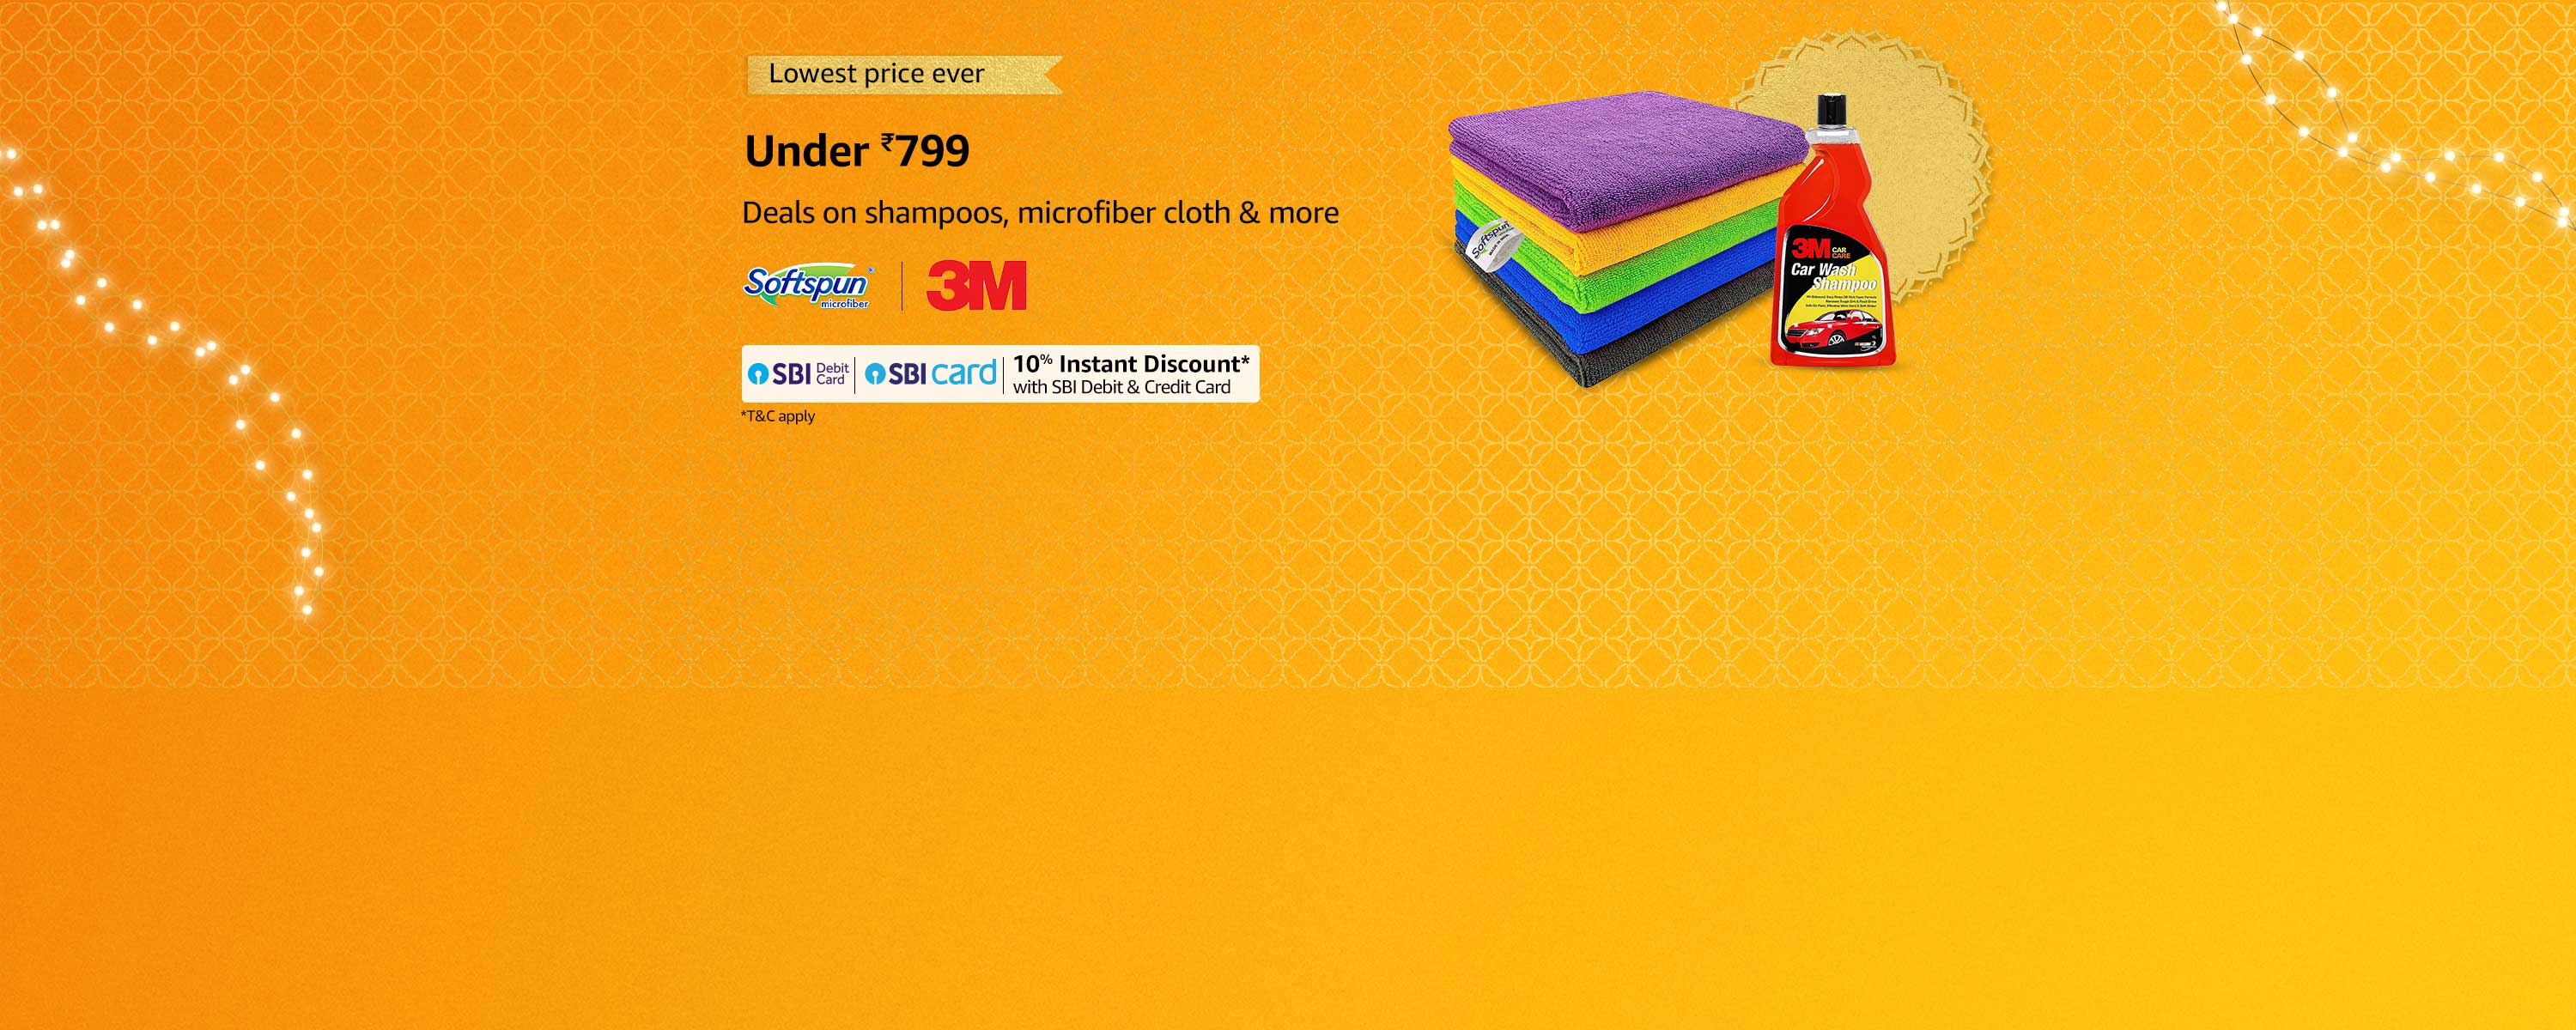 Lowest price ever
Under ₹799
Deals on shampoos, microfiber cloth & more
Softspun
microfiber
3M
SBI Debit Card
SBI card
10% Instant Discount*
with SBI Debit & Credit Card
*T&C apply
Softspun
3M CAR CARE
Car Wash
Shampoo